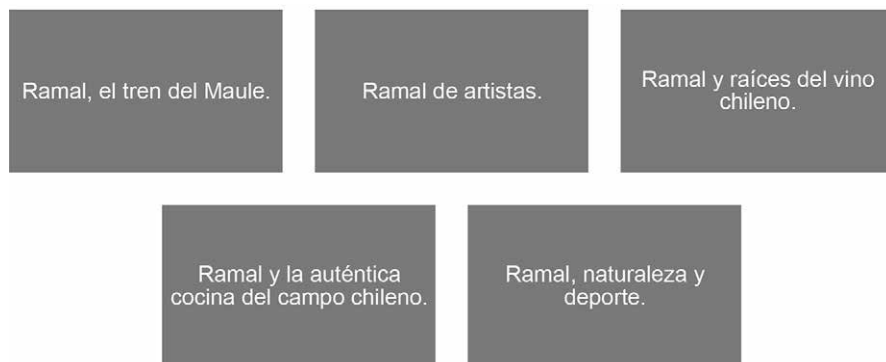 Ramal, el tren del Maule.
Ramal de artistas.
Ramal y raíces del vino
chileno.
Ramal y la auténtica
cocina del campo chileno.
Ramal, naturaleza y
deporte.